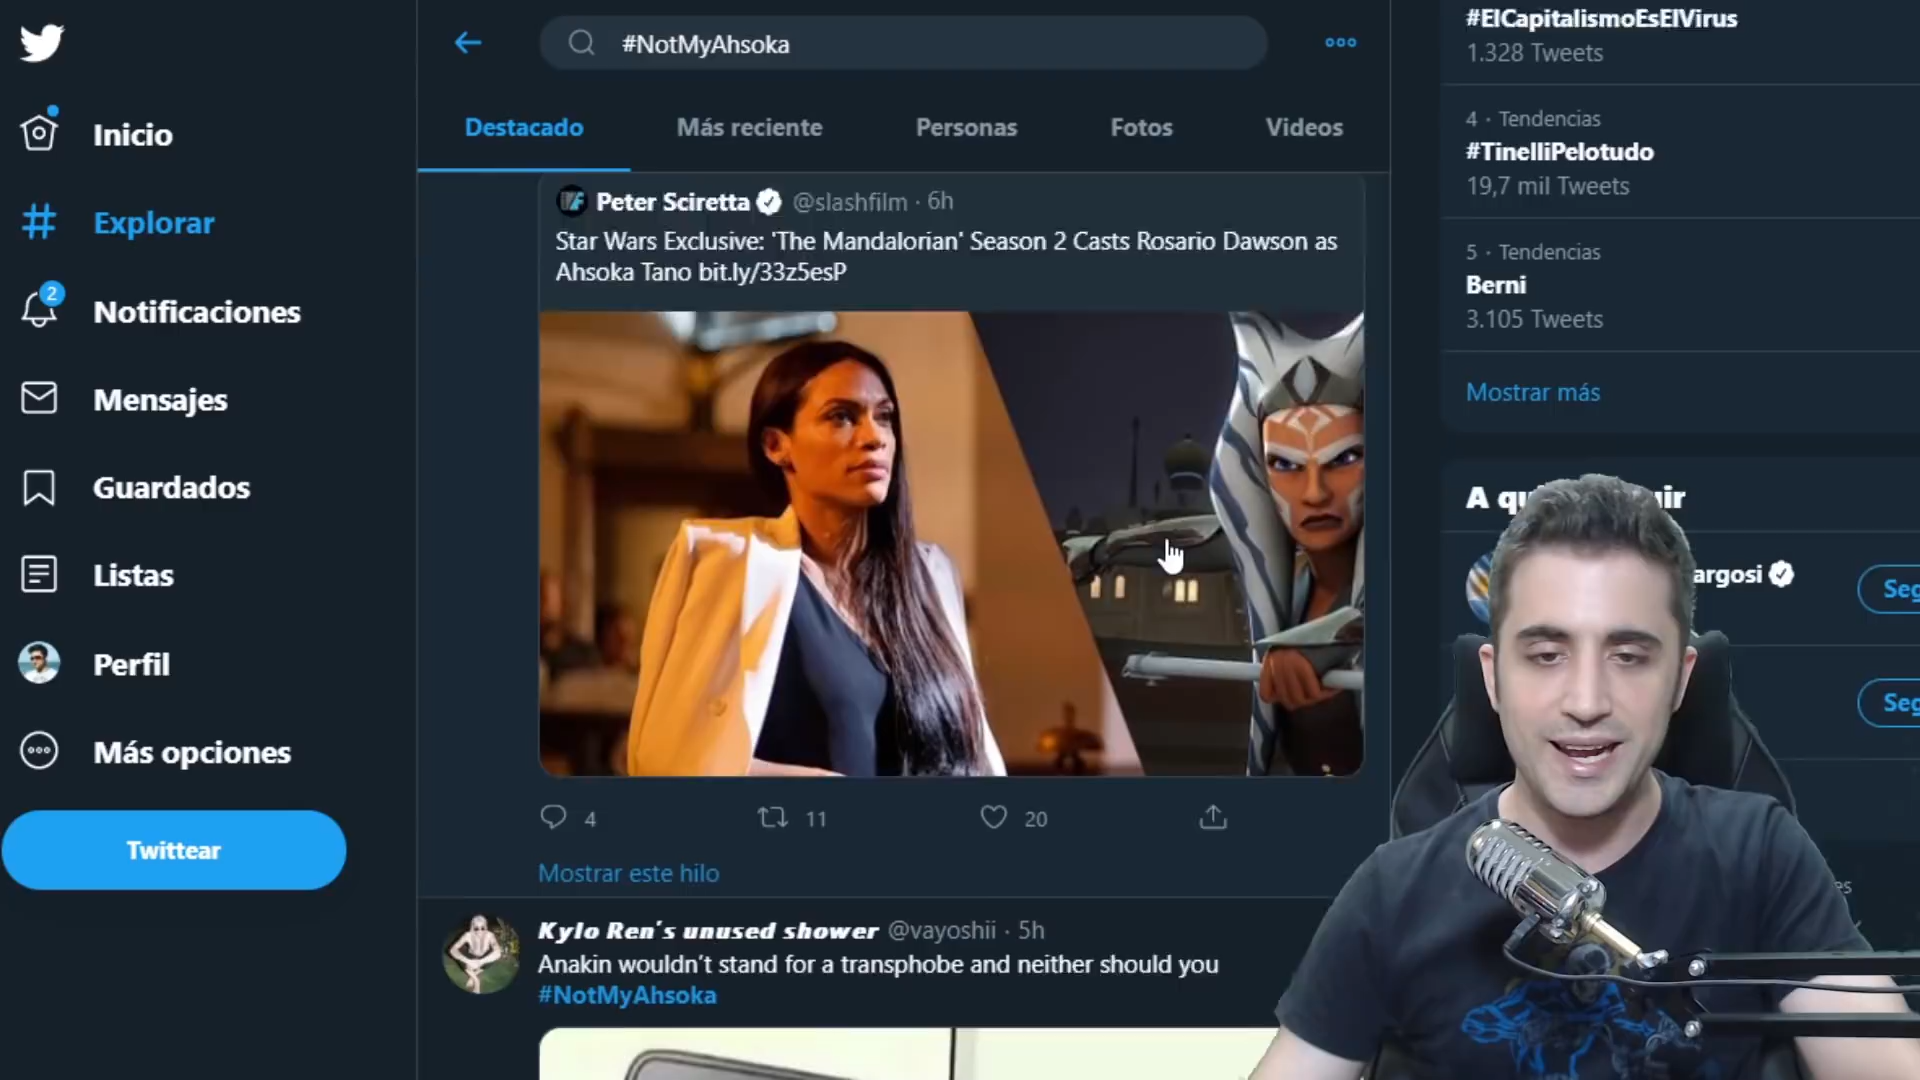 #NotMyAhsoka
Destacado
Más reciente
Personas
Fotos
Videos
Inicio
Explorar
2
Notificaciones
Mensajes
Guardados
Listas
Perfil
Más opciones
Twittear
Peter Sciretta @slashfilm · 6h
Star Wars Exclusive: 'The Mandalorian' Season 2 Casts Rosario Dawson as
Ahsoka Tano bit.ly/33z5esP
4
11
20
Mostrar este hilo
Kylo Ren's unused shower @vayoshii · 5h
Anakin wouldn't stand for a transphobe and neither should you
#NotMyAhsoka
#ElCapitalismoEsElVirus
1.328 Tweets
4 · Tendencias
#TinelliPelotudo
19,7 mil Tweets
5 · Tendencias
Berni
3.105 Tweets
Mostrar más